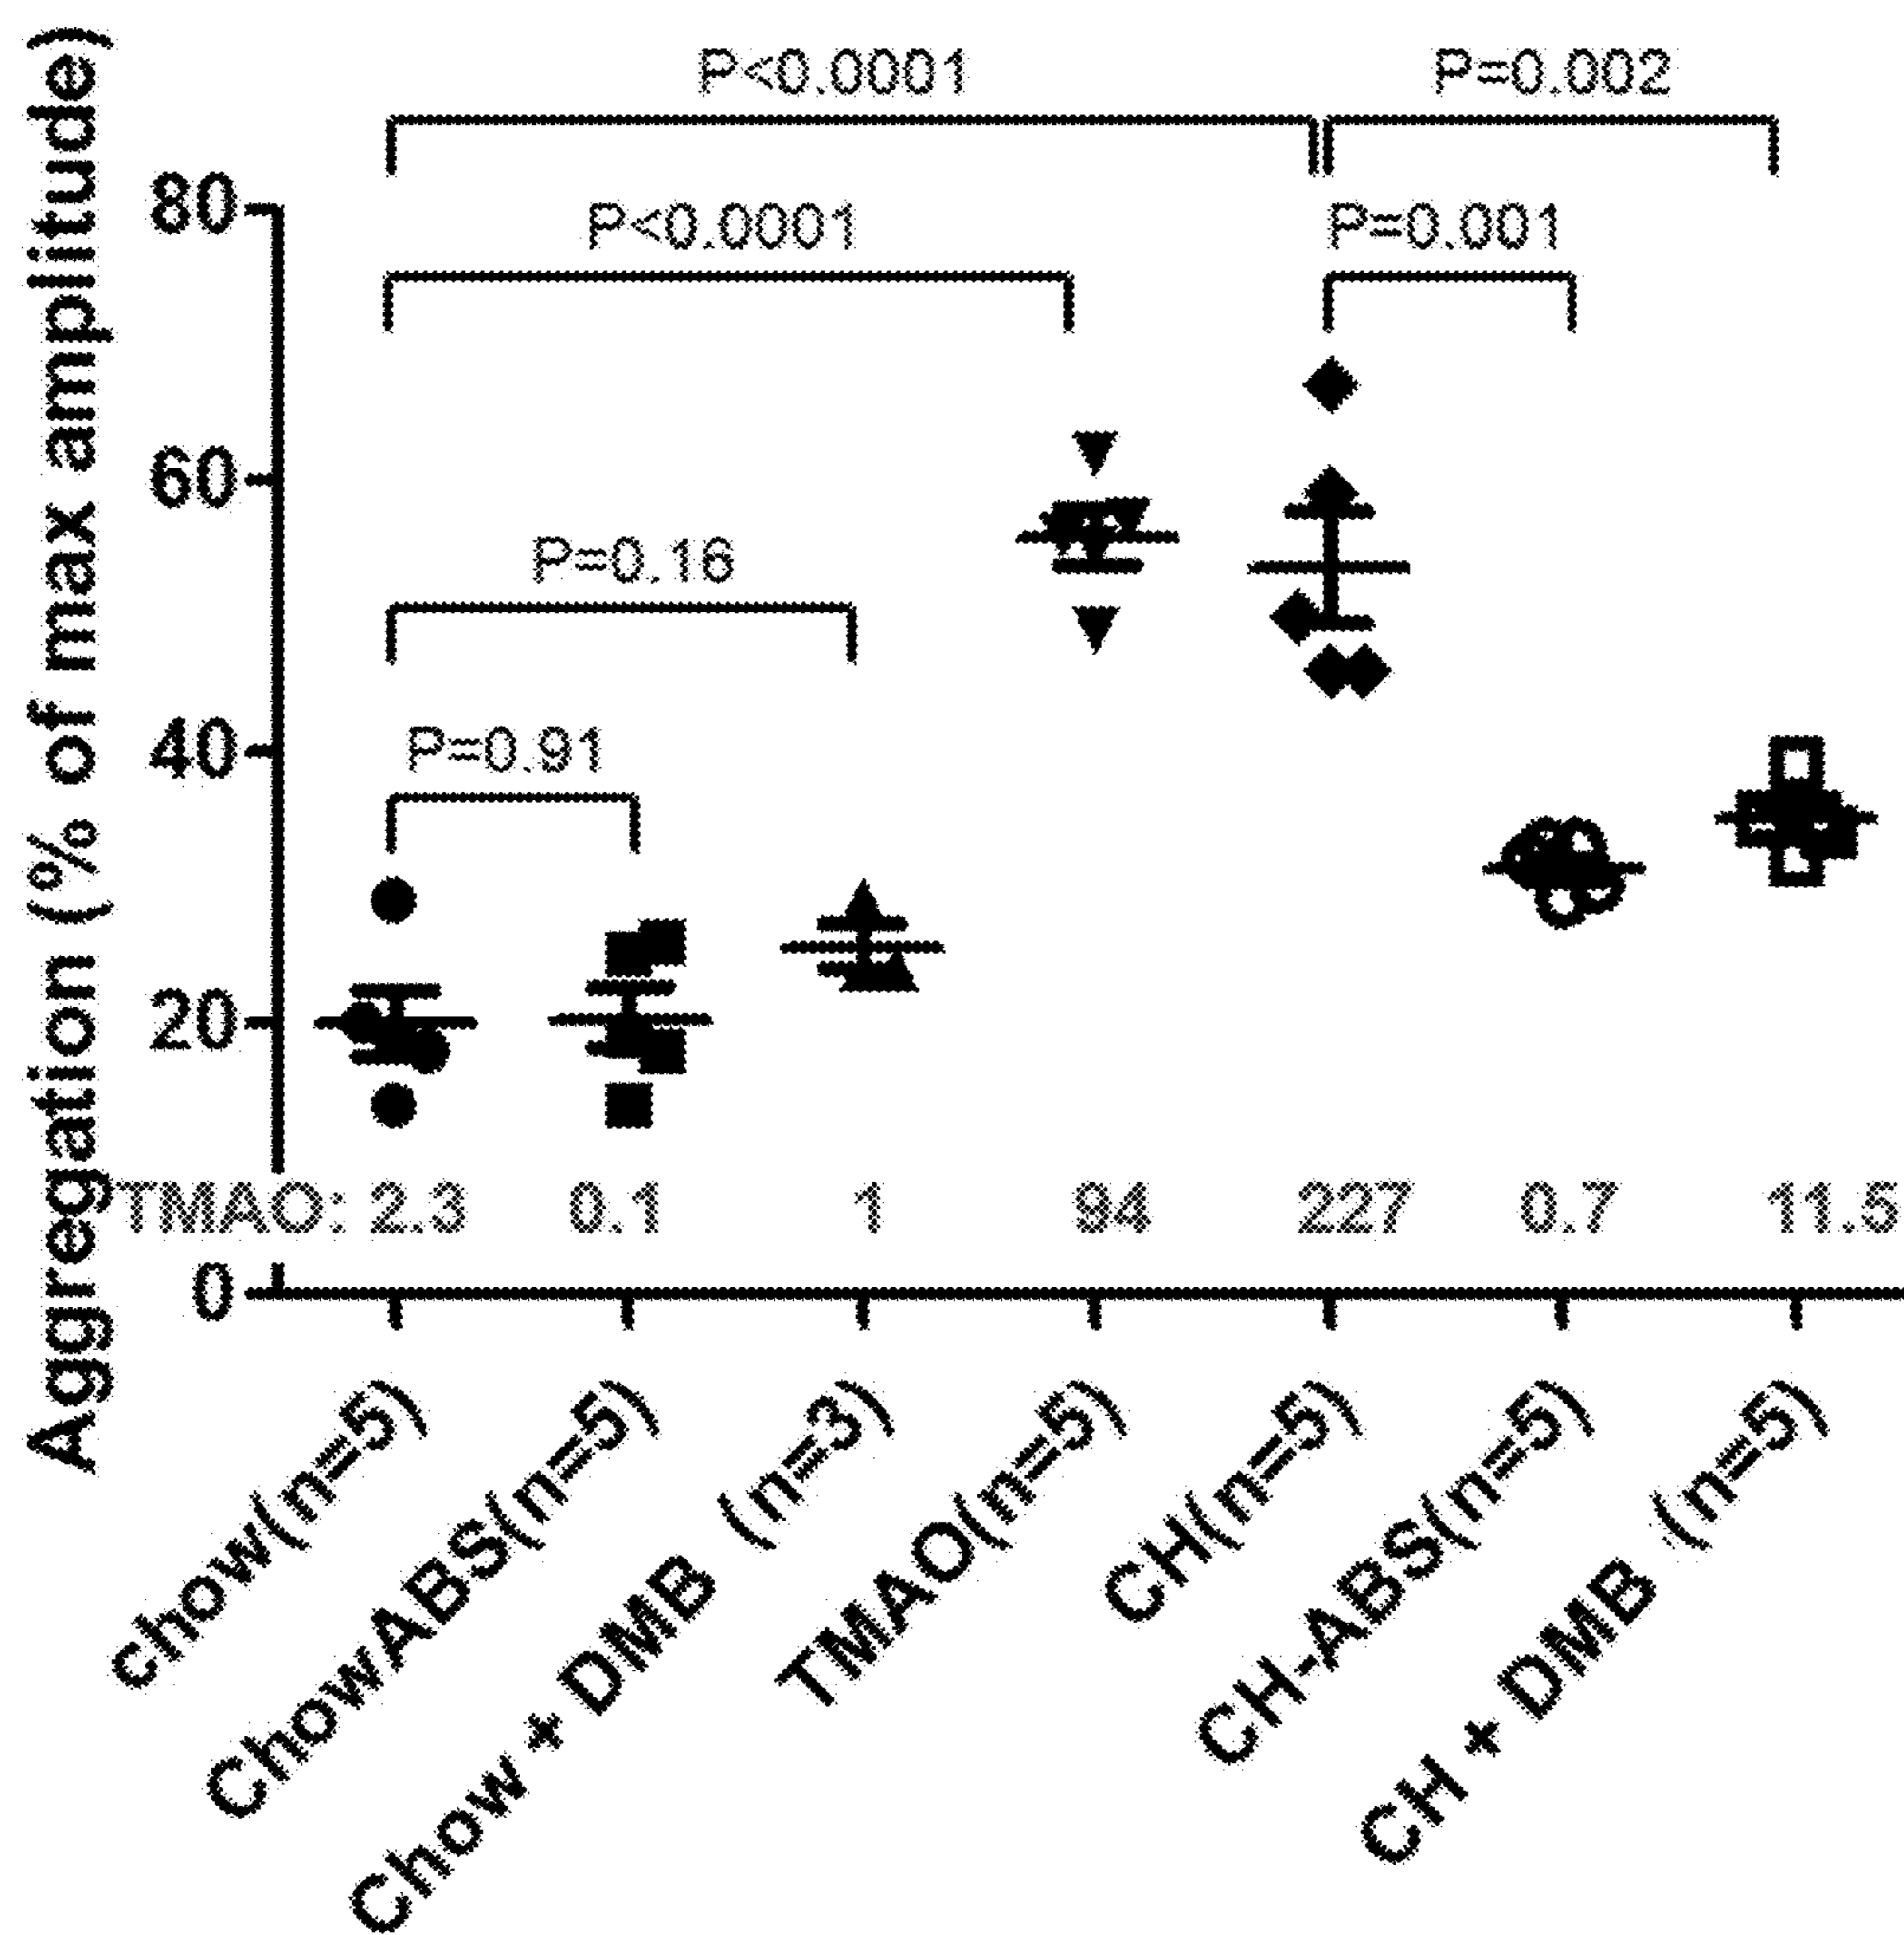 Aggregation (% of max amplitude)
P<0.0001
P=0.002
80
P<0.0001
P=0.001
60
P=0.16
40
P=0.91
20
TMAO: 2.3 0.1 1 94 227 0.7 11.5
0
chow(n=5)
ChowABS(n=5)
Chow + DMB (n=3)
TMAO(n=5)
CH(n=5)
CH-ABS(n=5)
CH + DMB (n=5)